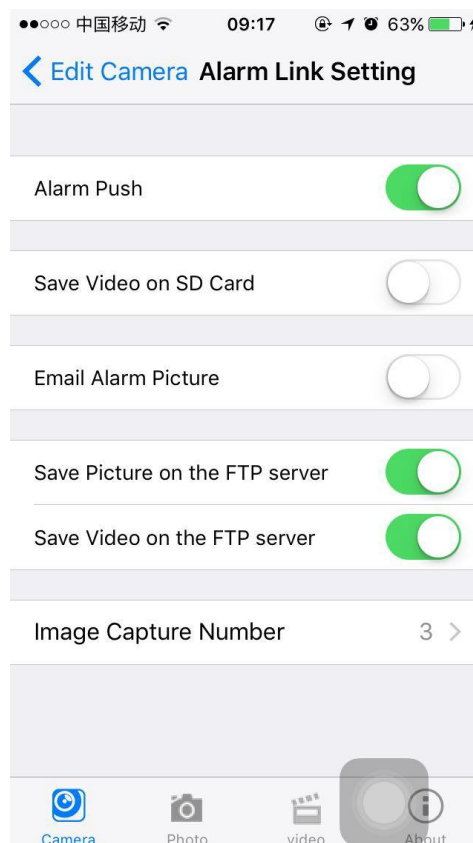 中国移动 09:17 63%
Edit Camera Alarm Link Setting
Alarm Push
Save Video on SD Card
Email Alarm Picture
Save Picture on the FTP server
Save Video on the FTP server
Image Capture Number 3
Camera Photo video About